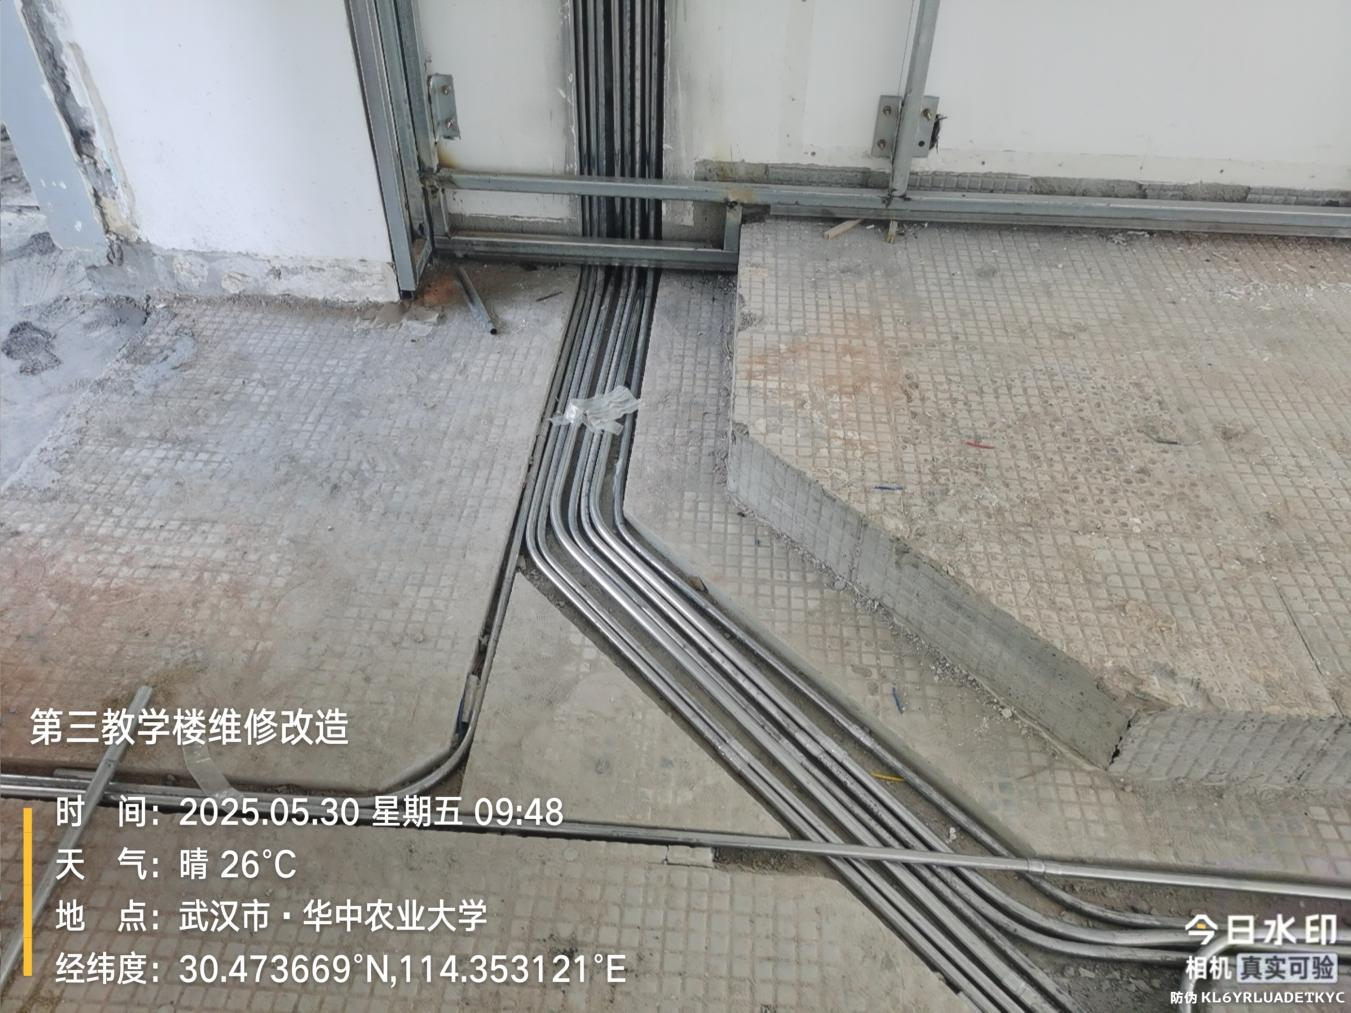 第三教学楼维修改造
时 间：2025.05.30 星期五 09:48
天 气：晴 26°C
地 点：武汉市·华中农业大学
经纬度：30.473669°N,114.353121°E
今日水印
相机 真实可验
防伪 KL6YRLUADETKYC